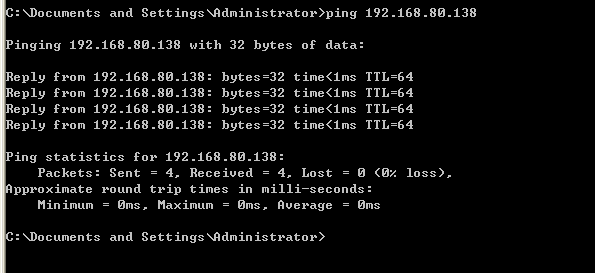 C:\Documents and Settings\Administrator>ping 192.168.80.138
Pinging 192.168.80.138 with 32 bytes of data:
Reply from 192.168.80.138: bytes=32 time<1ms TTL=64
Reply from 192.168.80.138: bytes=32 time<1ms TTL=64
Reply from 192.168.80.138: bytes=32 time<1ms TTL=64
Reply from 192.168.80.138: bytes=32 time<1ms TTL=64
Ping statistics for 192.168.80.138:
    Packets: Sent = 4, Received = 4, Lost = 0 (0% loss),
Approximate round trip times in milli-seconds:
    Minimum = 0ms, Maximum = 0ms, Average = 0ms
C:\Documents and Settings\Administrator>